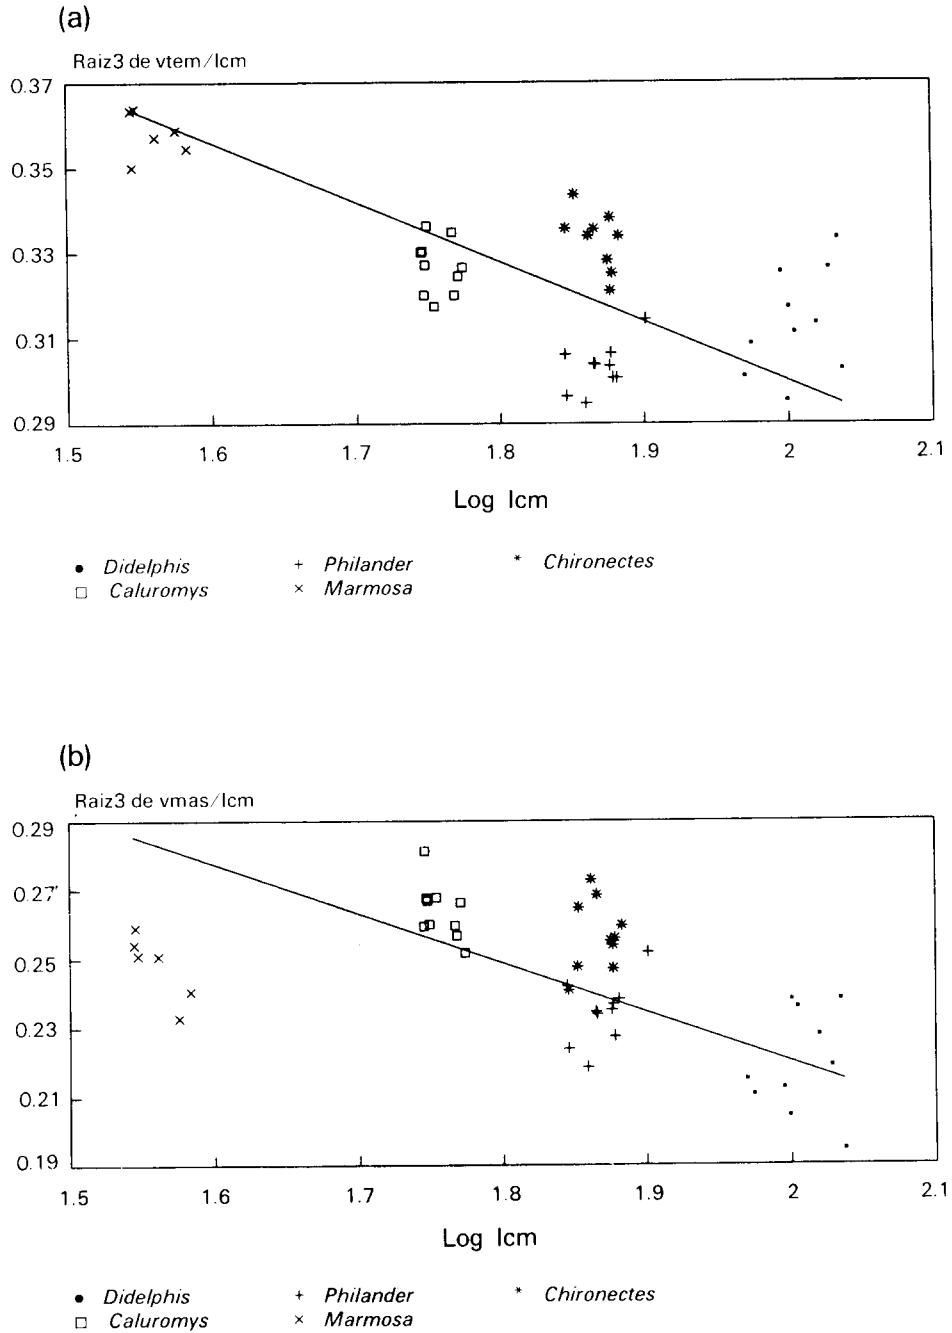 (a)
Raiz3 de vtem/lcm
0.37
0.35
0.33
0.31
0.29
1.5 1.6 1.7 1.8 1.9 2 2.1
Log lcm
● Didelphis + Philander * Chironectes
□ Caluromys × Marmosa
(b)
Raiz3 de vmas/lcm
0.29
0.27
0.25
0.23
0.21
0.19
1.5 1.6 1.7 1.8 1.9 2 2.1
Log lcm
● Didelphis + Philander * Chironectes
□ Caluromys × Marmosa